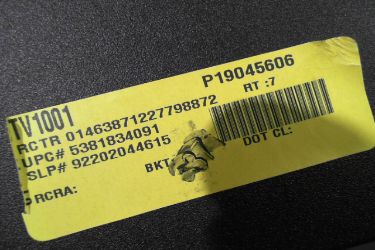 P19045606
TV1001
RT :7
RCTR 01463871227798872
UPC# 5381834091
SLP# 92202044615
BKT
DOT CL:
RCRA: